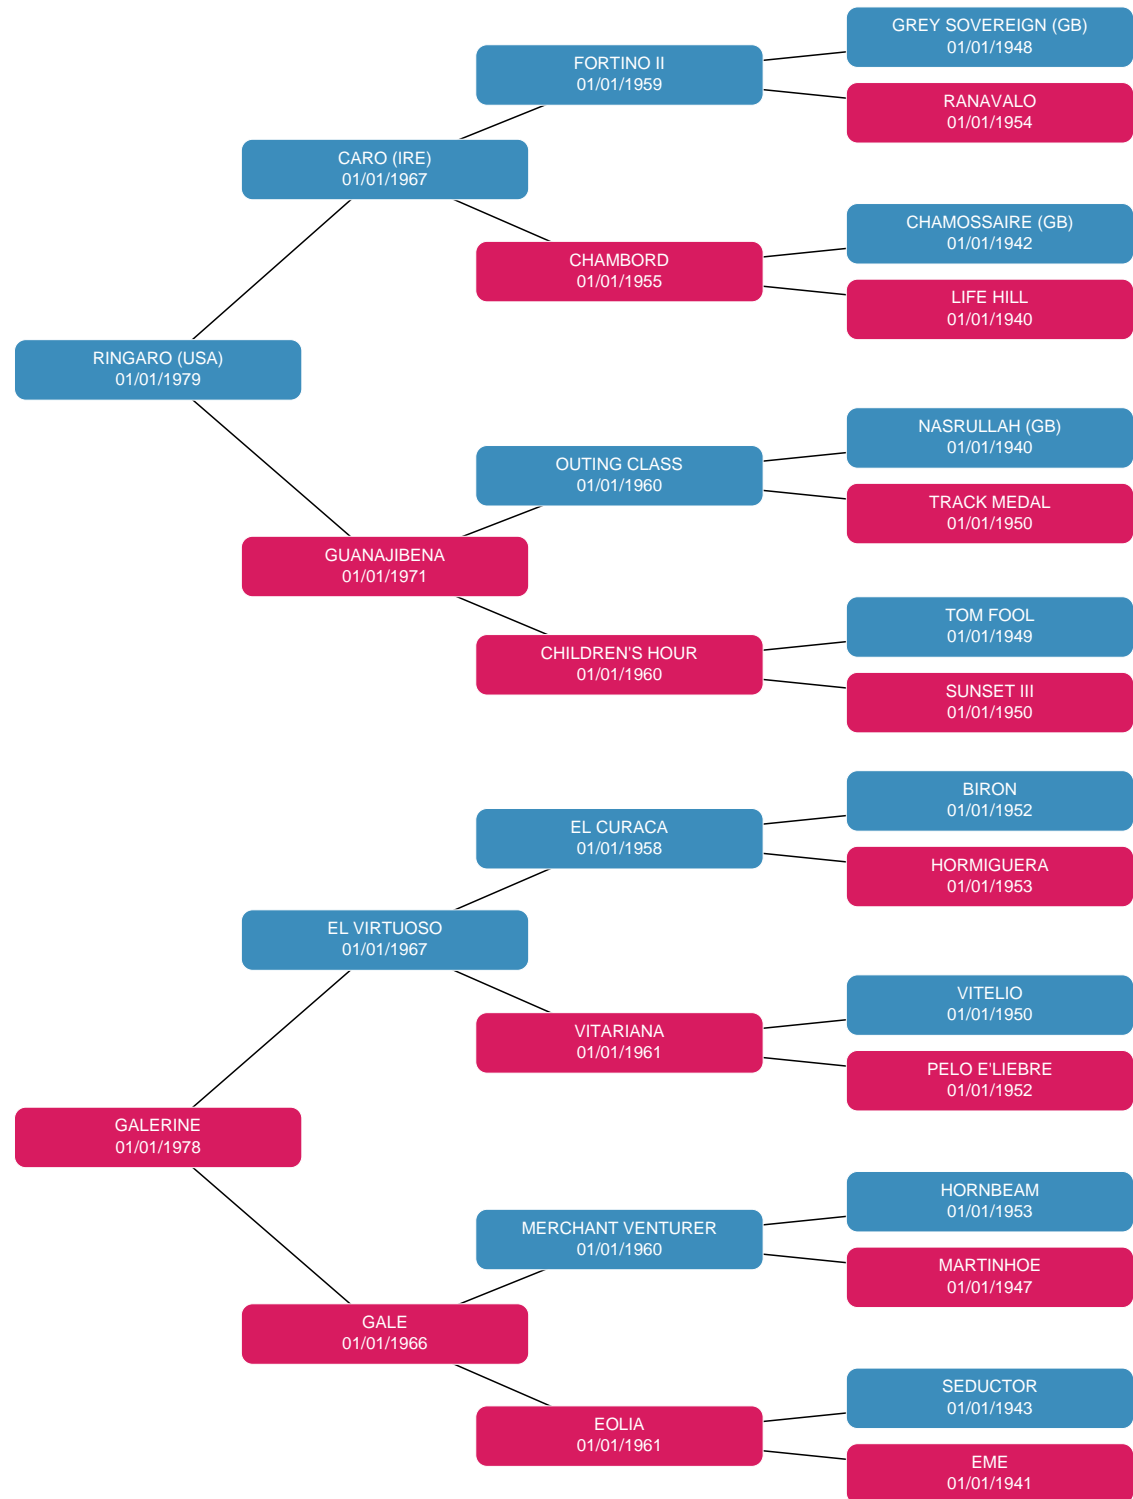 GREY SOVEREIGN (GB)
01/01/1948
FORTINO II
01/01/1959
RANAVALO
01/01/1954
CARO (IRE)
01/01/1967
CHAMOSSAIRE (GB)
01/01/1942
CHAMBORD
01/01/1955
LIFE HILL
01/01/1940
RINGARO (USA)
01/01/1979
NASRULLAH (GB)
01/01/1940
OUTING CLASS
01/01/1960
TRACK MEDAL
01/01/1950
GUANAJIBENA
01/01/1971
TOM FOOL
01/01/1949
CHILDREN'S HOUR
01/01/1960
SUNSET III
01/01/1950
BIRON
01/01/1952
EL CURACA
01/01/1958
HORMIGUERA
01/01/1953
EL VIRTUOSO
01/01/1967
VITELIO
01/01/1950
VITARIANA
01/01/1961
PELO E'LIEBRE
01/01/1952
GALERINE
01/01/1978
HORNBEAM
01/01/1953
MERCHANT VENTURER
01/01/1960
MARTINHOE
01/01/1947
GALE
01/01/1966
SEDUCTOR
01/01/1943
EOLIA
01/01/1961
EME
01/01/1941